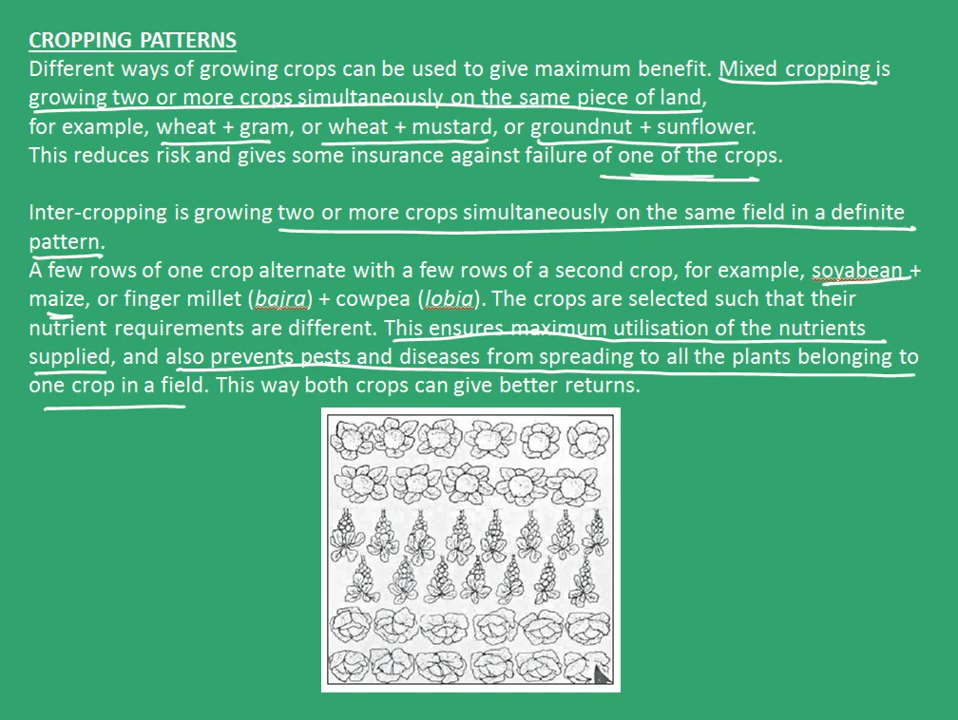 CROPPING PATTERNS
Different ways of growing crops can be used to give maximum benefit. Mixed cropping is
growing two or more crops simultaneously on the same piece of land,
for example, wheat + gram, or wheat + mustard, or groundnut + sunflower.
This reduces risk and gives some insurance against failure of one of the crops.
Inter-cropping is growing two or more crops simultaneously on the same field in a definite
pattern.
A few rows of one crop alternate with a few rows of a second crop, for example, soyabean +
maize, or finger millet (bajra) + cowpea (lobia). The crops are selected such that their
nutrient requirements are different. This ensures maximum utilisation of the nutrients
supplied, and also prevents pests and diseases from spreading to all the plants belonging to
one crop in a field. This way both crops can give better returns.